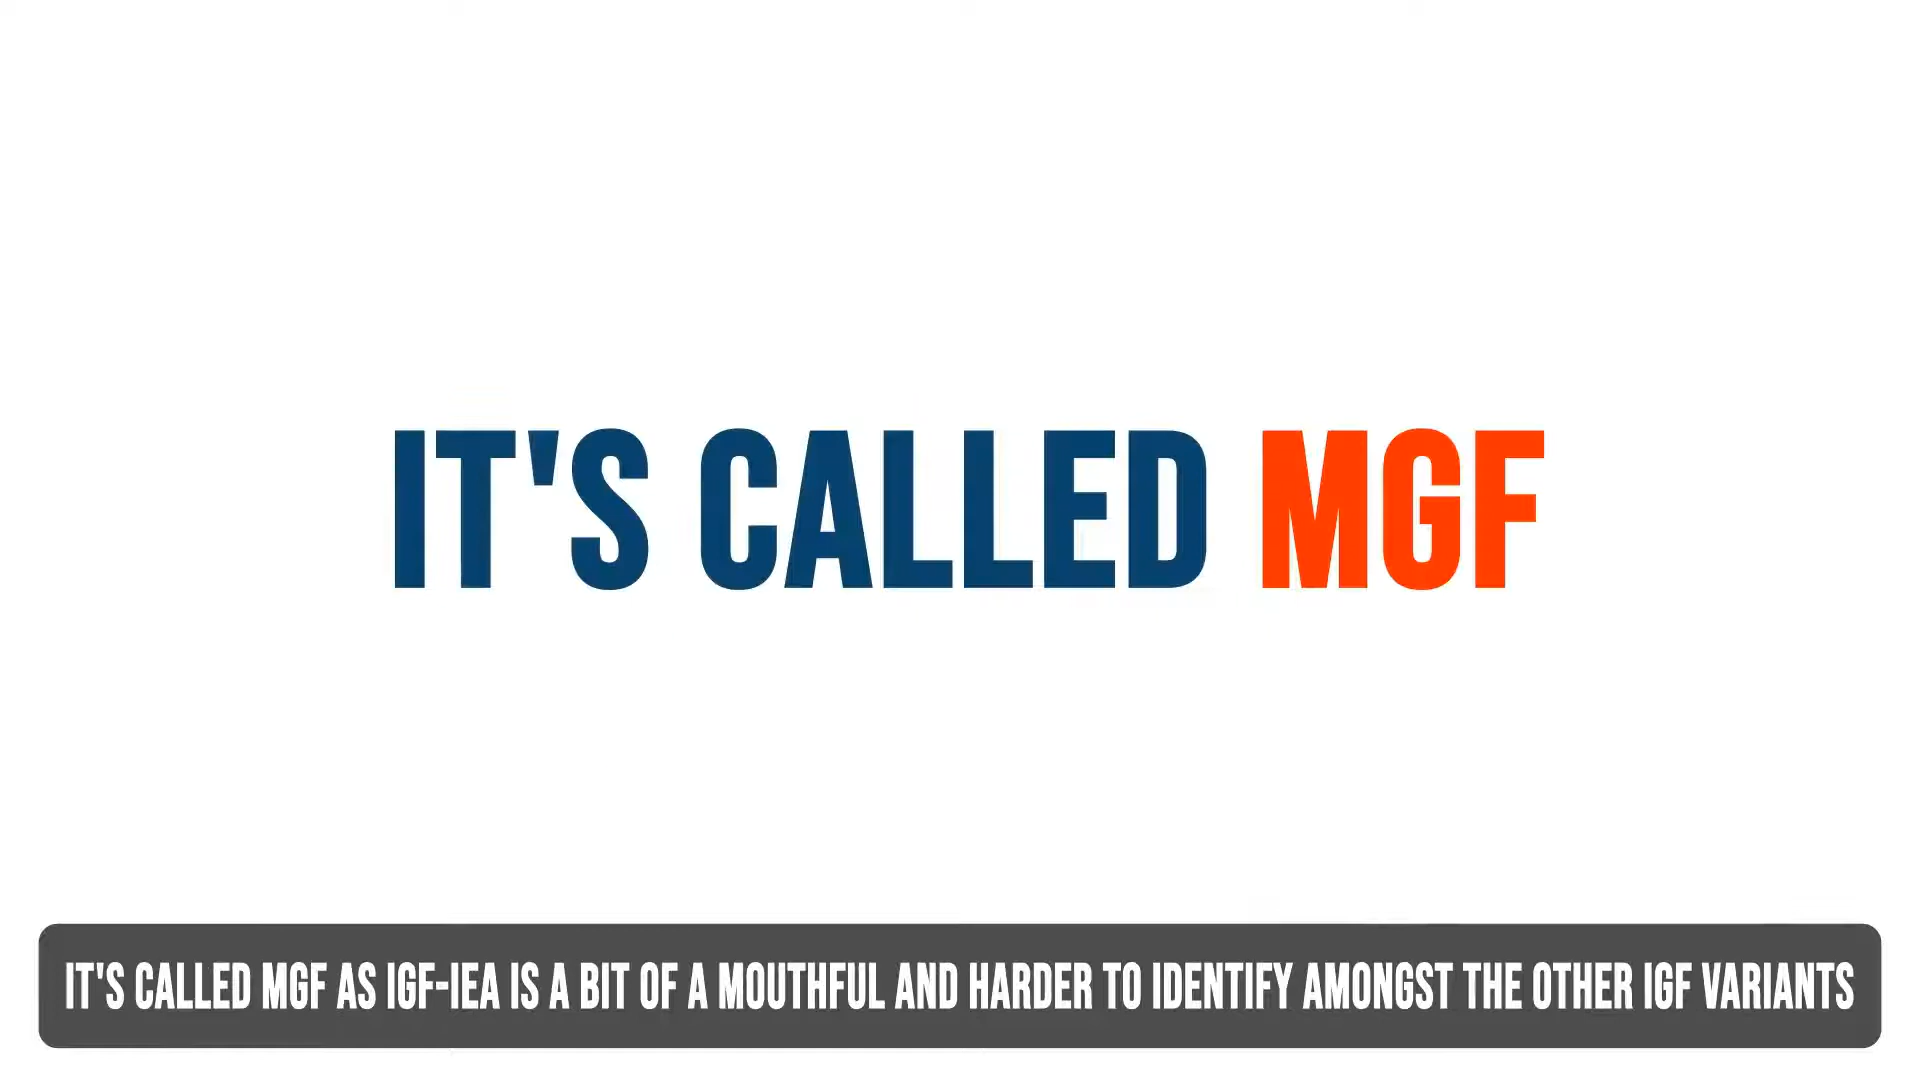 IT'S CALLED MGF
IT'S CALLED MGF AS IGF-IEA IS A BIT OF A MOUTHFUL AND HARDER TO IDENTIFY AMONGST THE OTHER IGF VARIANTS